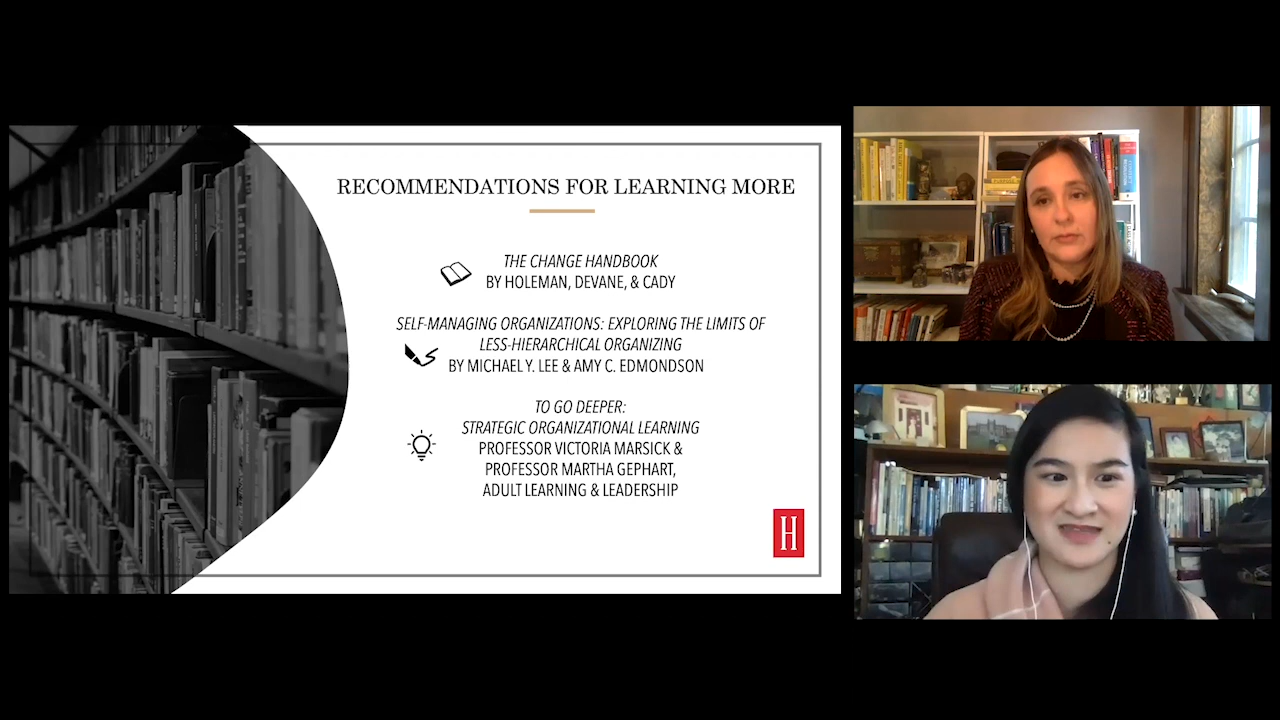 RECOMMENDATIONS FOR LEARNING MORE
THE CHANGE HANDBOOK
BY HOLEMAN, DEVANE, & CADY
SELF-MANAGING ORGANIZATIONS: EXPLORING THE LIMITS OF
LESS-HIERARCHICAL ORGANIZING
BY MICHAEL Y. LEE & AMY C. EDMONDSON
TO GO DEEPER:
STRATEGIC ORGANIZATIONAL LEARNING
PROFESSOR VICTORIA MARSICK &
PROFESSOR MARTHA GEPHART,
ADULT LEARNING & LEADERSHIP
H